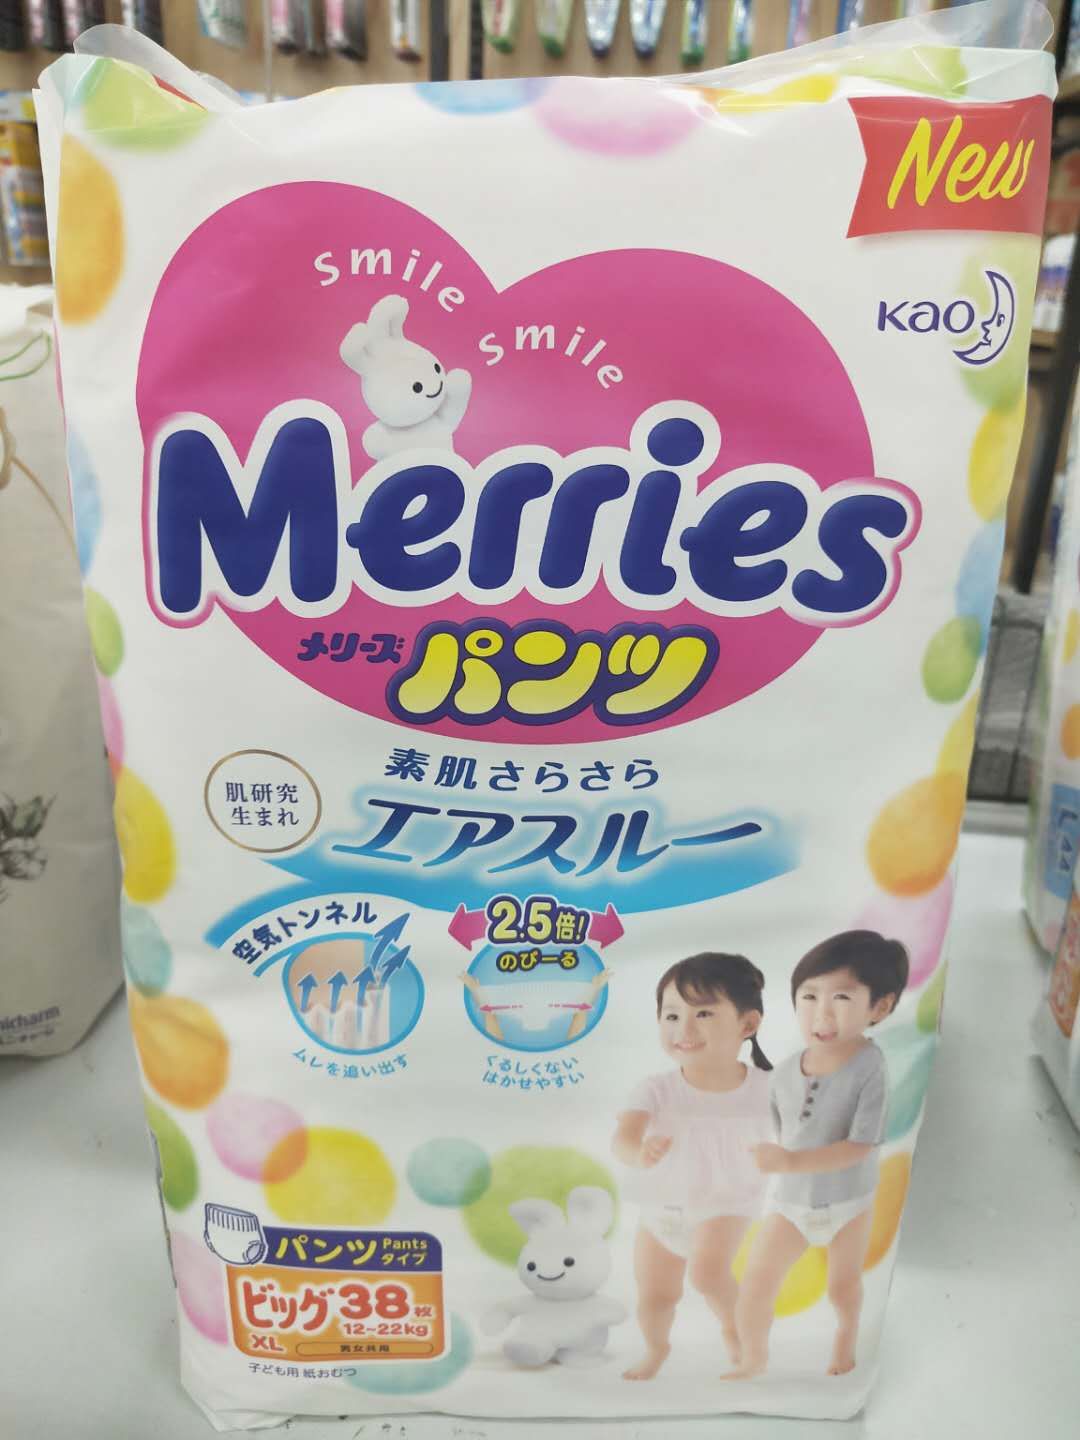 New
Kao
Smile
Smile
Merries
メリーズ パンツ
素肌さらさら
エアスルー
肌研究
生まれ
空気トンネル
ムレを追い出す
2.5倍!
のびーる
くるしくない
はかせやすい
パンツ Pants タイプ
ビッグ 38枚
XL 12~22kg
男女共用
子ども用 紙おむつ
nicharm